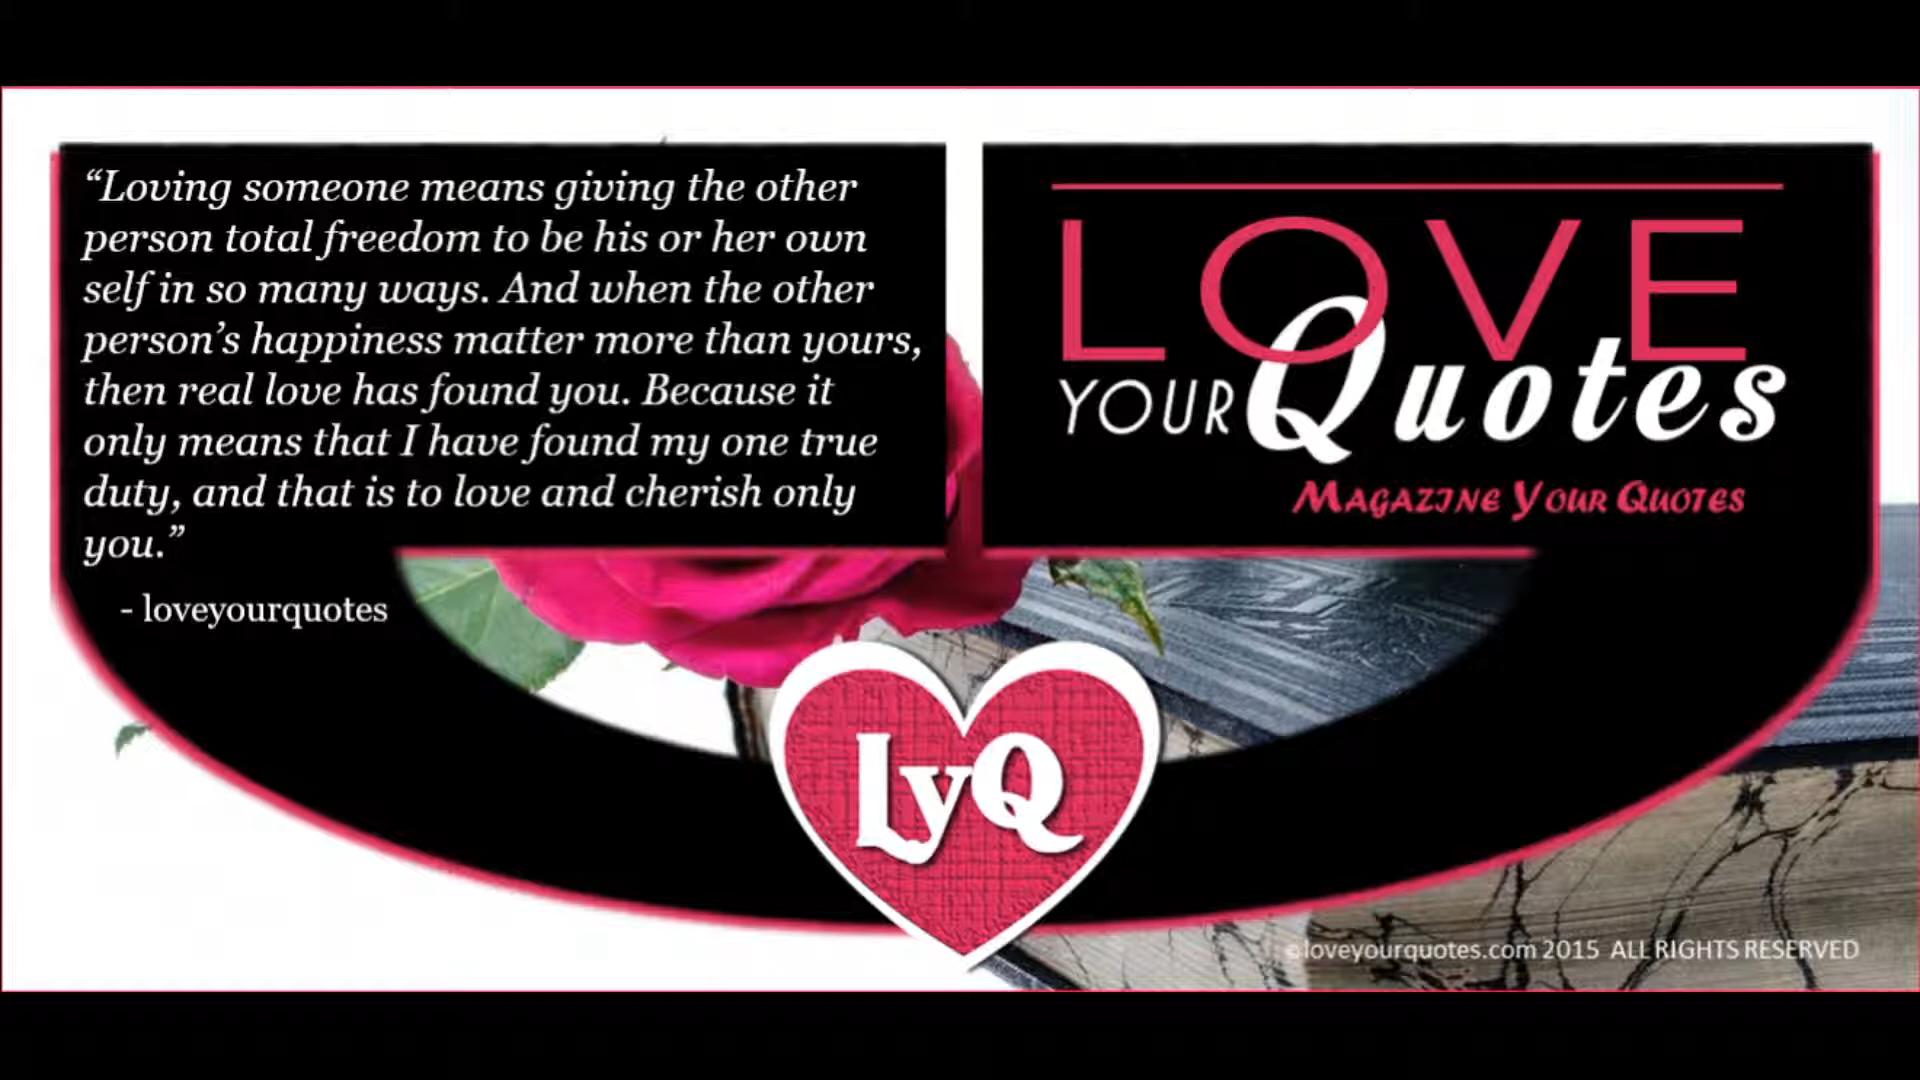 “Loving someone means giving the other
person total freedom to be his or her own
self in so many ways. And when the other
person’s happiness matter more than yours,
then real love has found you. Because it
only means that I have found my one true
duty, and that is to love and cherish only
you.”
- loveyourquotes
LOVE
YOUR Quotes
MAGAZINE YOUR QUOTES
LyQ
©loveyourquotes.com 2015 ALL RIGHTS RESERVED